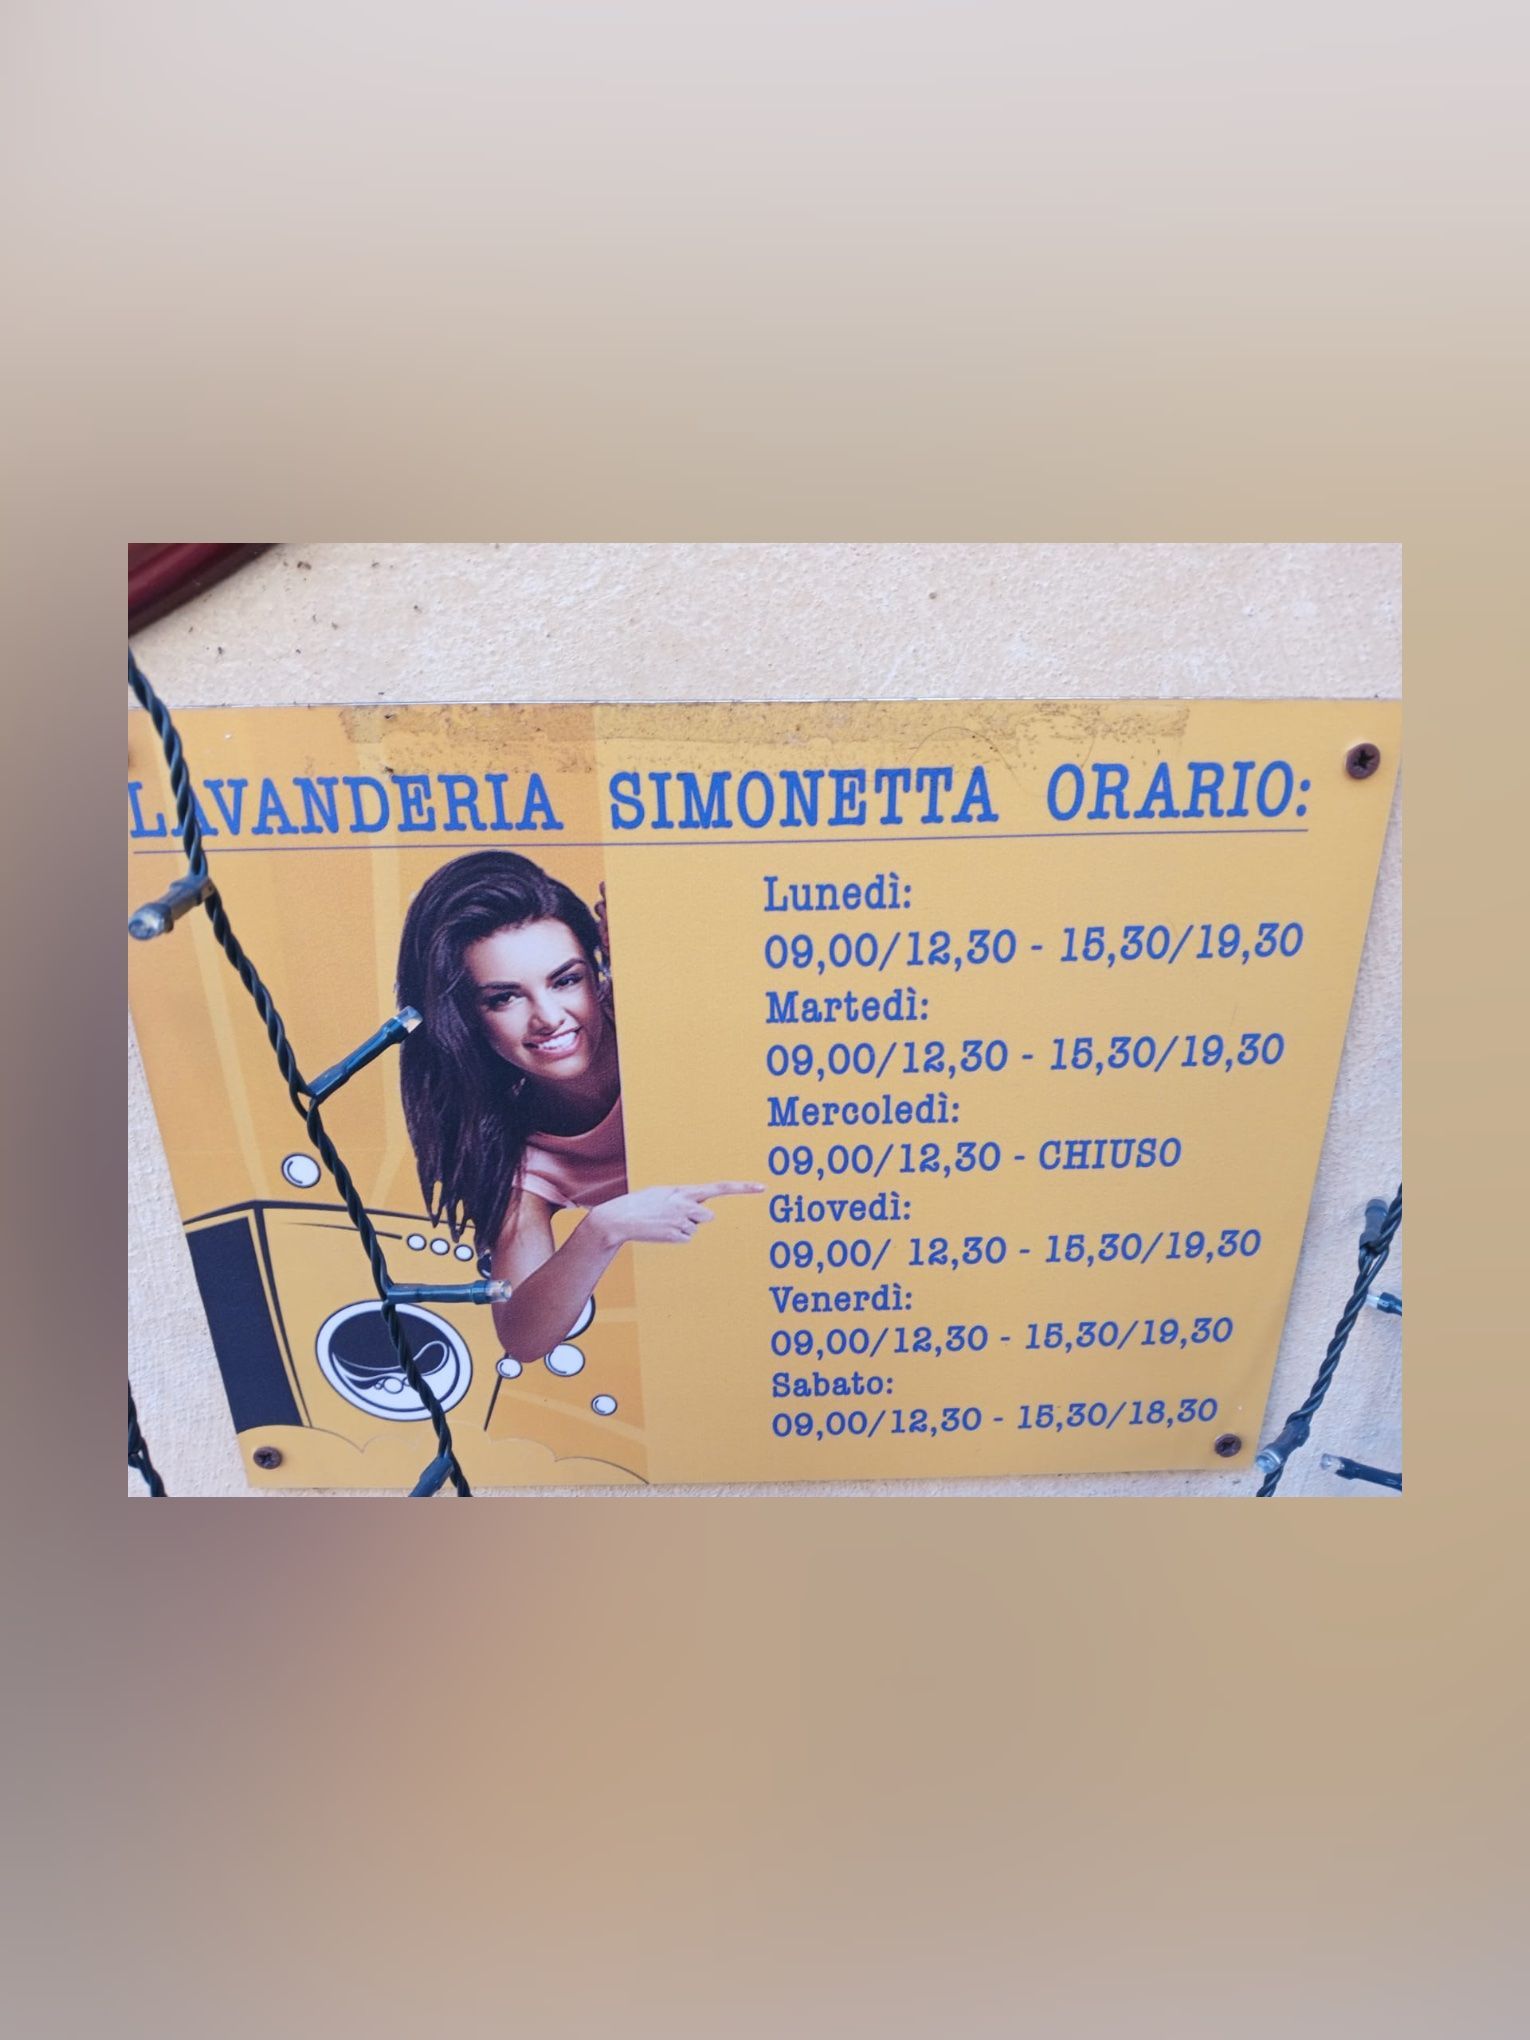 LAVANDERIA SIMONETTA ORARIO:
Lunedì:
09,00/12,30 - 15,30/19,30
Martedì:
09,00/12,30 - 15,30/19,30
Mercoledì:
09,00/12,30 - CHIUSO
Giovedì:
09,00/ 12,30 - 15,30/19,30
Venerdì:
09,00/12,30 - 15,30/19,30
Sabato:
09,00/12,30 - 15,30/18,30